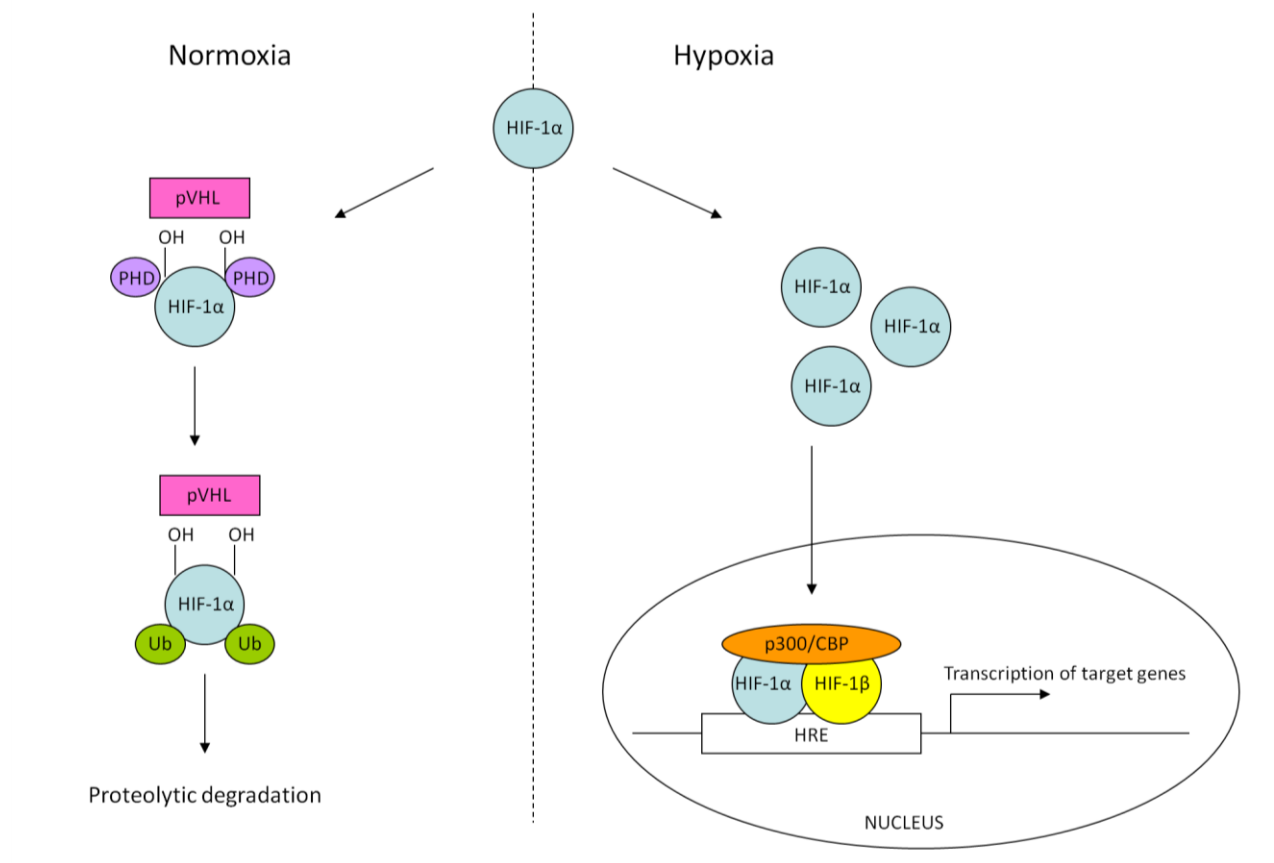 Normoxia
Hypoxia
HIF-1α
pVHL
OH OH
PHD PHD
HIF-1α
pVHL
OH OH
HIF-1α
Ub Ub
Proteolytic degradation
HIF-1α
HIF-1α
HIF-1α
p300/CBP
HIF-1α HIF-1β
HRE
Transcription of target genes
NUCLEUS